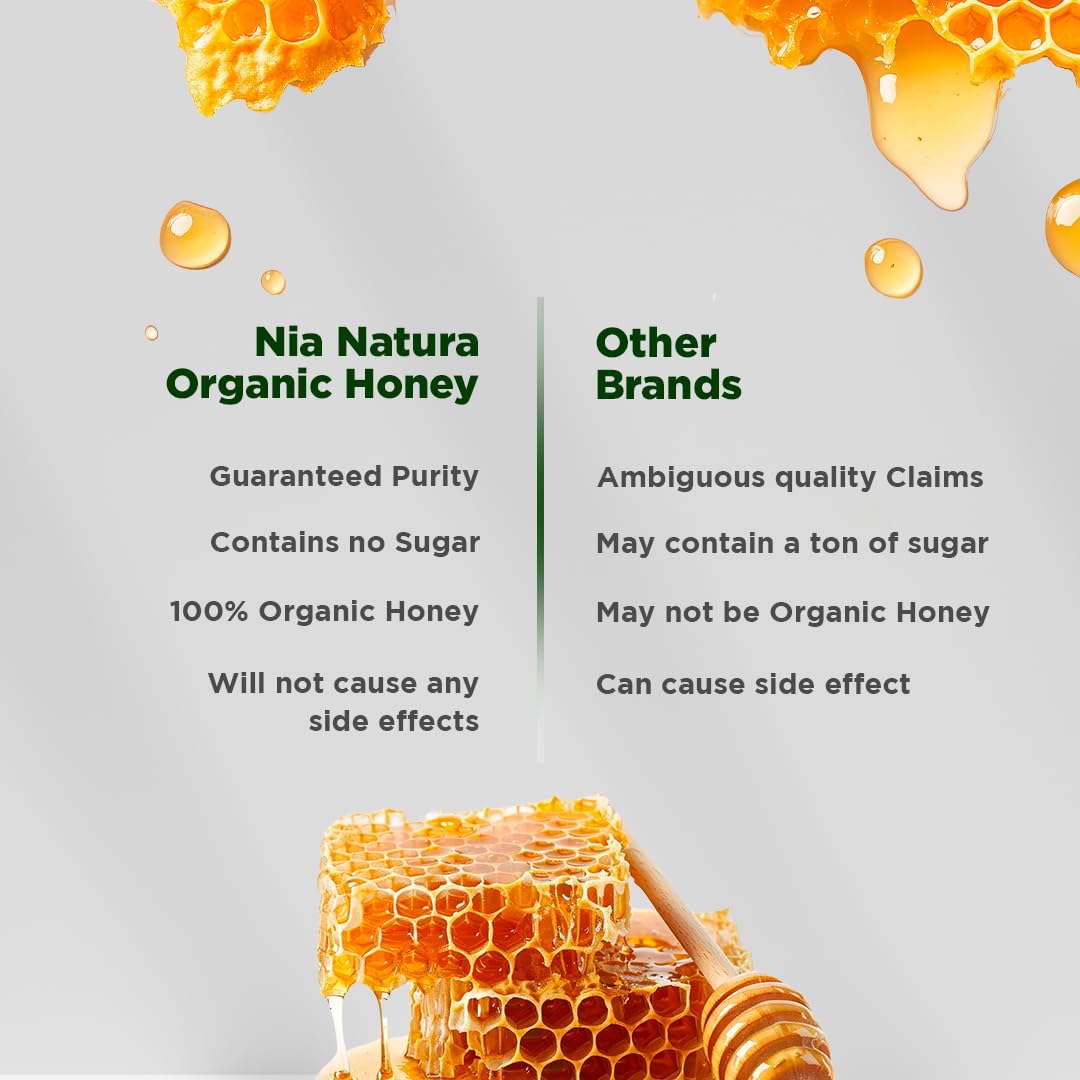 Nia Natura
Organic Honey
Guaranteed Purity
Contains no Sugar
100% Organic Honey
Will not cause any
side effects
Other
Brands
Ambiguous quality Claims
May contain a ton of sugar
May not be Organic Honey
Can cause side effect